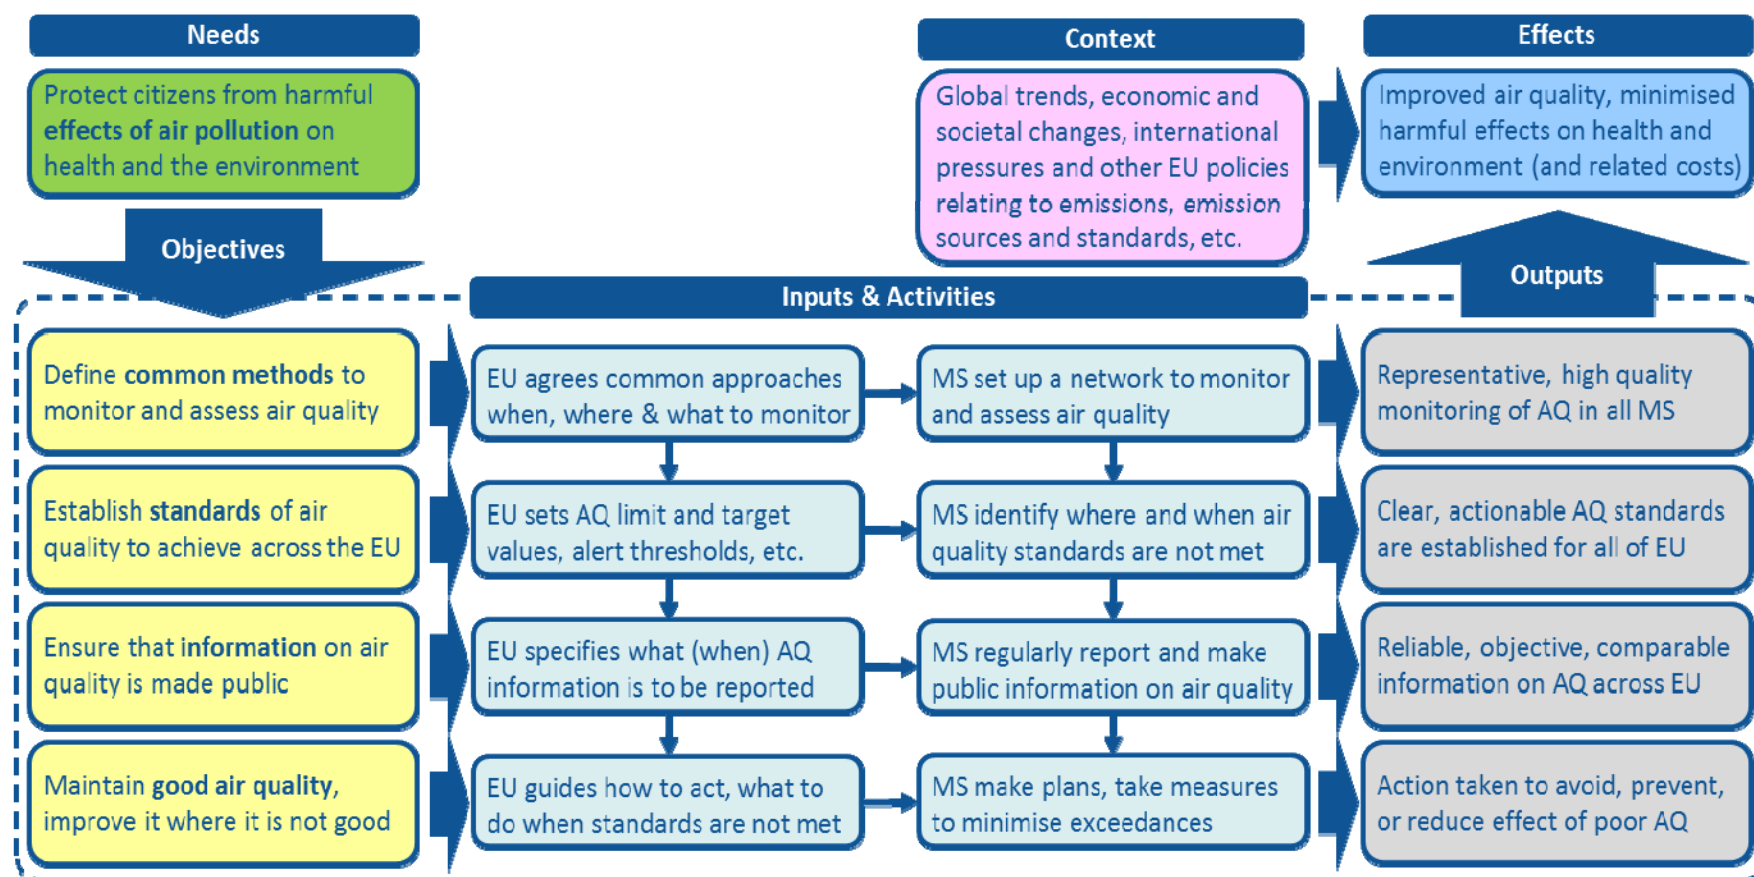 Needs
Protect citizens from harmful
effects of air pollution on
health and the environment
Objectives
Context
Global trends, economic and
societal changes, international
pressures and other EU policies
relating to emissions, emission
sources and standards, etc.
Effects
Improved air quality, minimised
harmful effects on health and
environment (and related costs)
Outputs
Inputs & Activities
Define common methods to
monitor and assess air quality
EU agrees common approaches
when, where & what to monitor
MS set up a network to monitor
and assess air quality
Representative, high quality
monitoring of AQ in all MS
Establish standards of air
quality to achieve across the EU
EU sets AQ limit and target
values, alert thresholds, etc.
MS identify where and when air
quality standards are not met
Clear, actionable AQ standards
are established for all of EU
Ensure that information on air
quality is made public
EU specifies what (when) AQ
information is to be reported
MS regularly report and make
public information on air quality
Reliable, objective, comparable
information on AQ across EU
Maintain good air quality,
improve it where it is not good
EU guides how to act, what to
do when standards are not met
MS make plans, take measures
to minimise exceedances
Action taken to avoid, prevent,
or reduce effect of poor AQ